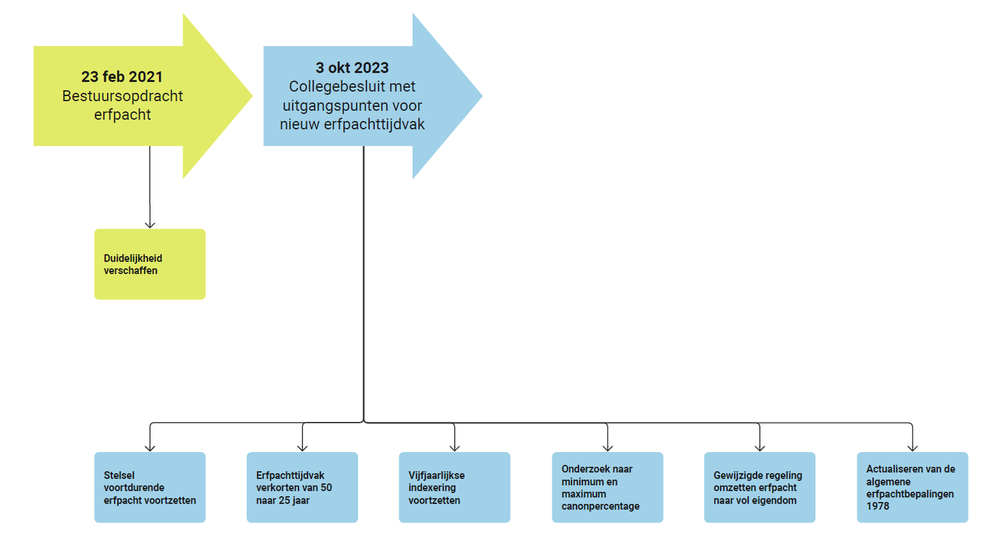 23 feb 2021
Bestuursopdracht
erfpacht
3 okt 2023
Collegebesluit met
uitgangspunten voor
nieuw erfpachttijdvak
Duidelijkheid
verschaffen
Stelsel
voortdurende
erfpacht voortzetten
Erfpachttijdvak
verkorten van 50
naar 25 jaar
Vijfjaarlijkse
indexering
voortzetten
Onderzoek naar
minimum en
maximum
canonpercentage
Gewijzigde regeling
omzetten erfpacht
naar vol eigendom
Actualiseren van de
algemene
erfpachtbepalingen
1978